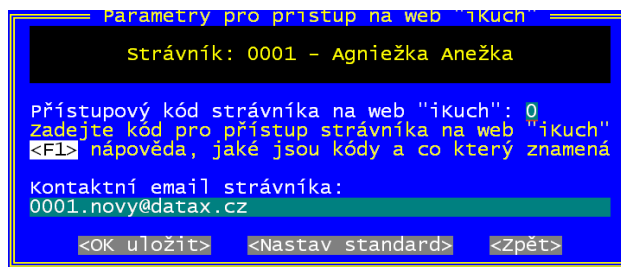 Parametry pro přístup na web "iKuch"
Strávník: 0001 – Agniežka Anežka
Přístupový kód strávníka na web "iKuch": 0
Zadejte kód pro přístup strávníka na web "iKuch"
<F1> nápověda, jaké jsou kódy a co který znamená
Kontaktní email strávníka:
0001.novy@datax.cz
<OK uložit> <Nastav standard> <Zpět>